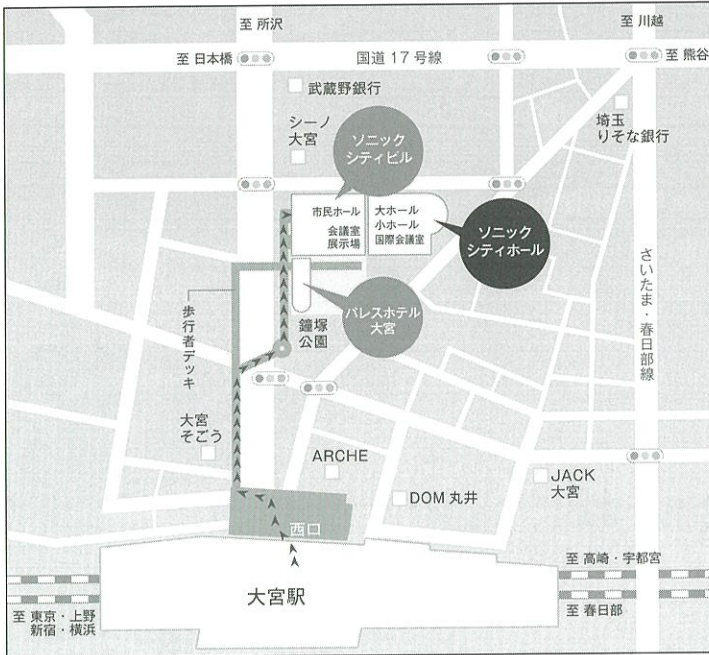 至 所沢
至 川越
至 日本橋
国道 17 号線
至 熊谷
武蔵野銀行
シーノ
大宮
ソニック
シティビル
埼玉
りそな銀行
市民ホール
会議室
展示場
大ホール
小ホール
国際会議室
ソニック
シティホール
さいたま・春日部線
歩行者デッキ
鐘塚
公園
パレスホテル
大宮
大宮
そごう
ARCHE
DOM 丸井
JACK
大宮
西口
大宮駅
至 高崎・宇都宮
至 春日部
至 東京・上野
新宿・横浜